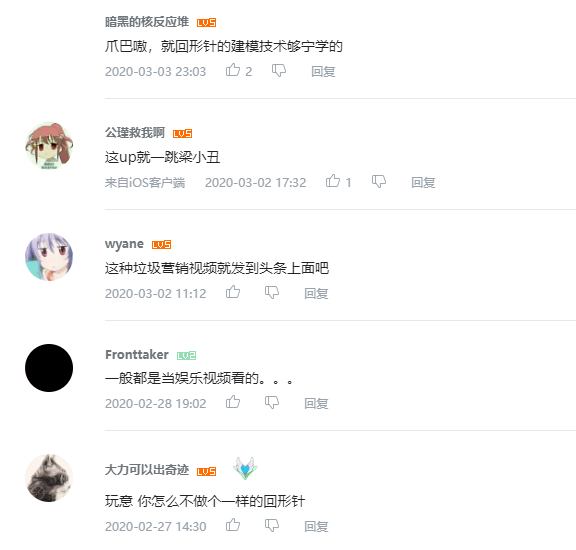 暗黑的核反应堆 LV5
爪巴嗷，就回形针的建模技术够宁学的
2020-03-03 23:03 2 回复
公瑾救我啊 LV5
这up就一跳梁小丑
来自iOS客户端 2020-03-02 17:32 1 回复
wyane LV5
这种垃圾营销视频就发到头条上面吧
2020-03-02 11:12 回复
Fronttaker LV2
一般都是当娱乐视频看的。。。
2020-02-28 19:02 回复
大力可以出奇迹 LV5
玩意 你怎么不做个一样的回形针
2020-02-27 14:30 回复